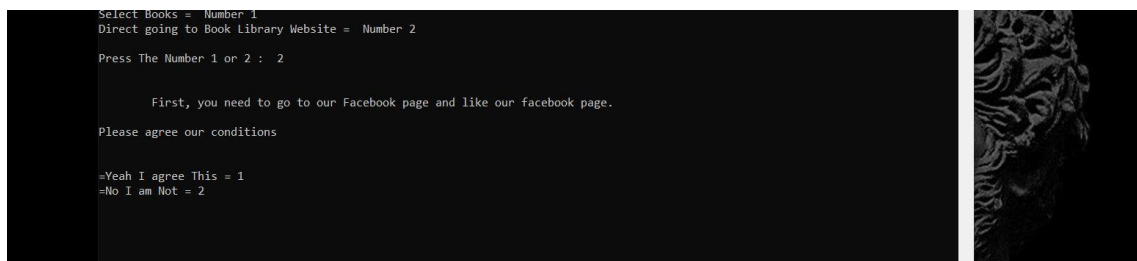 Select Books = Number 1
Direct going to Book Library Website = Number 2
Press The Number 1 or 2 : 2
First, you need to go to our Facebook page and like our facebook page.
Please agree our conditions
=Yeah I agree This = 1
=No I am Not = 2